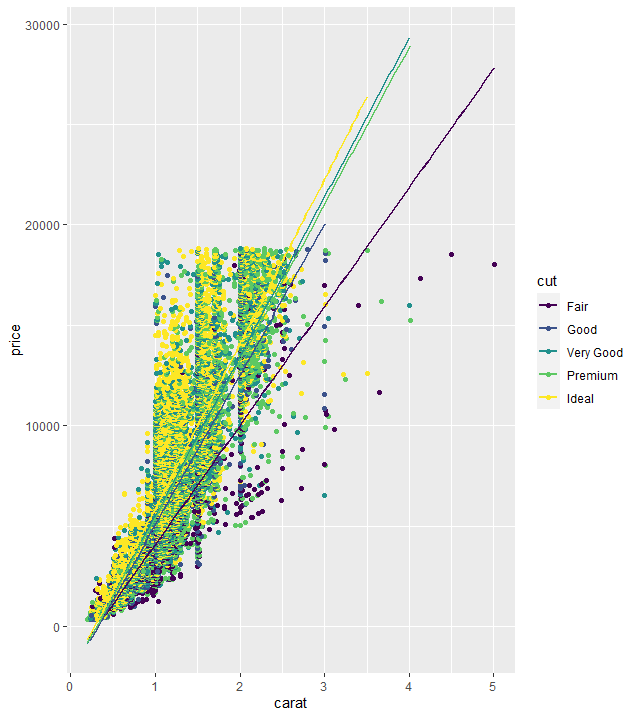 30000
20000
10000
0
price
0
1
2
3
4
5
carat
cut
Fair
Good
Very Good
Premium
Ideal